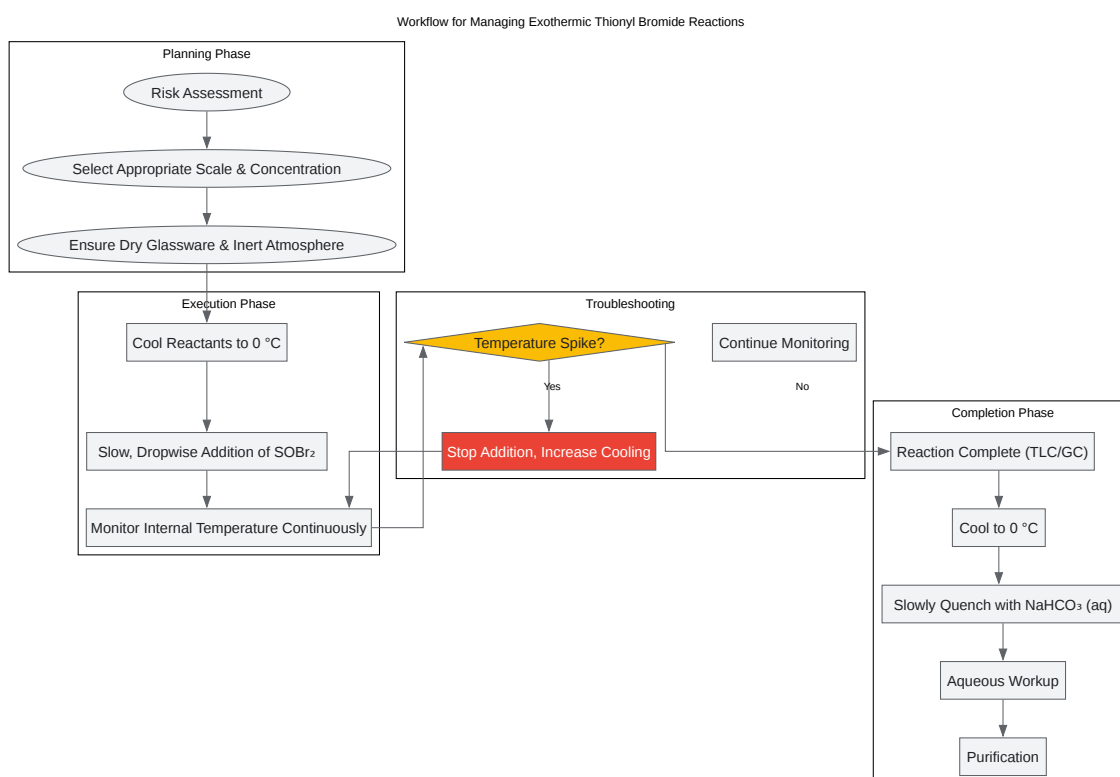 Workflow for Managing Exothermic Thionyl Bromide Reactions
Planning Phase
Risk Assessment
Select Appropriate Scale & Concentration
Ensure Dry Glassware & Inert Atmosphere
Execution Phase
Cool Reactants to 0 °C
Slow, Dropwise Addition of SOBr₂
Monitor Internal Temperature Continuously
Troubleshooting
Temperature Spike?
Continue Monitoring
Yes
No
Stop Addition, Increase Cooling
Completion Phase
Reaction Complete (TLC/GC)
Cool to 0 °C
Slowly Quench with NaHCO₃ (aq)
Aqueous Workup
Purification